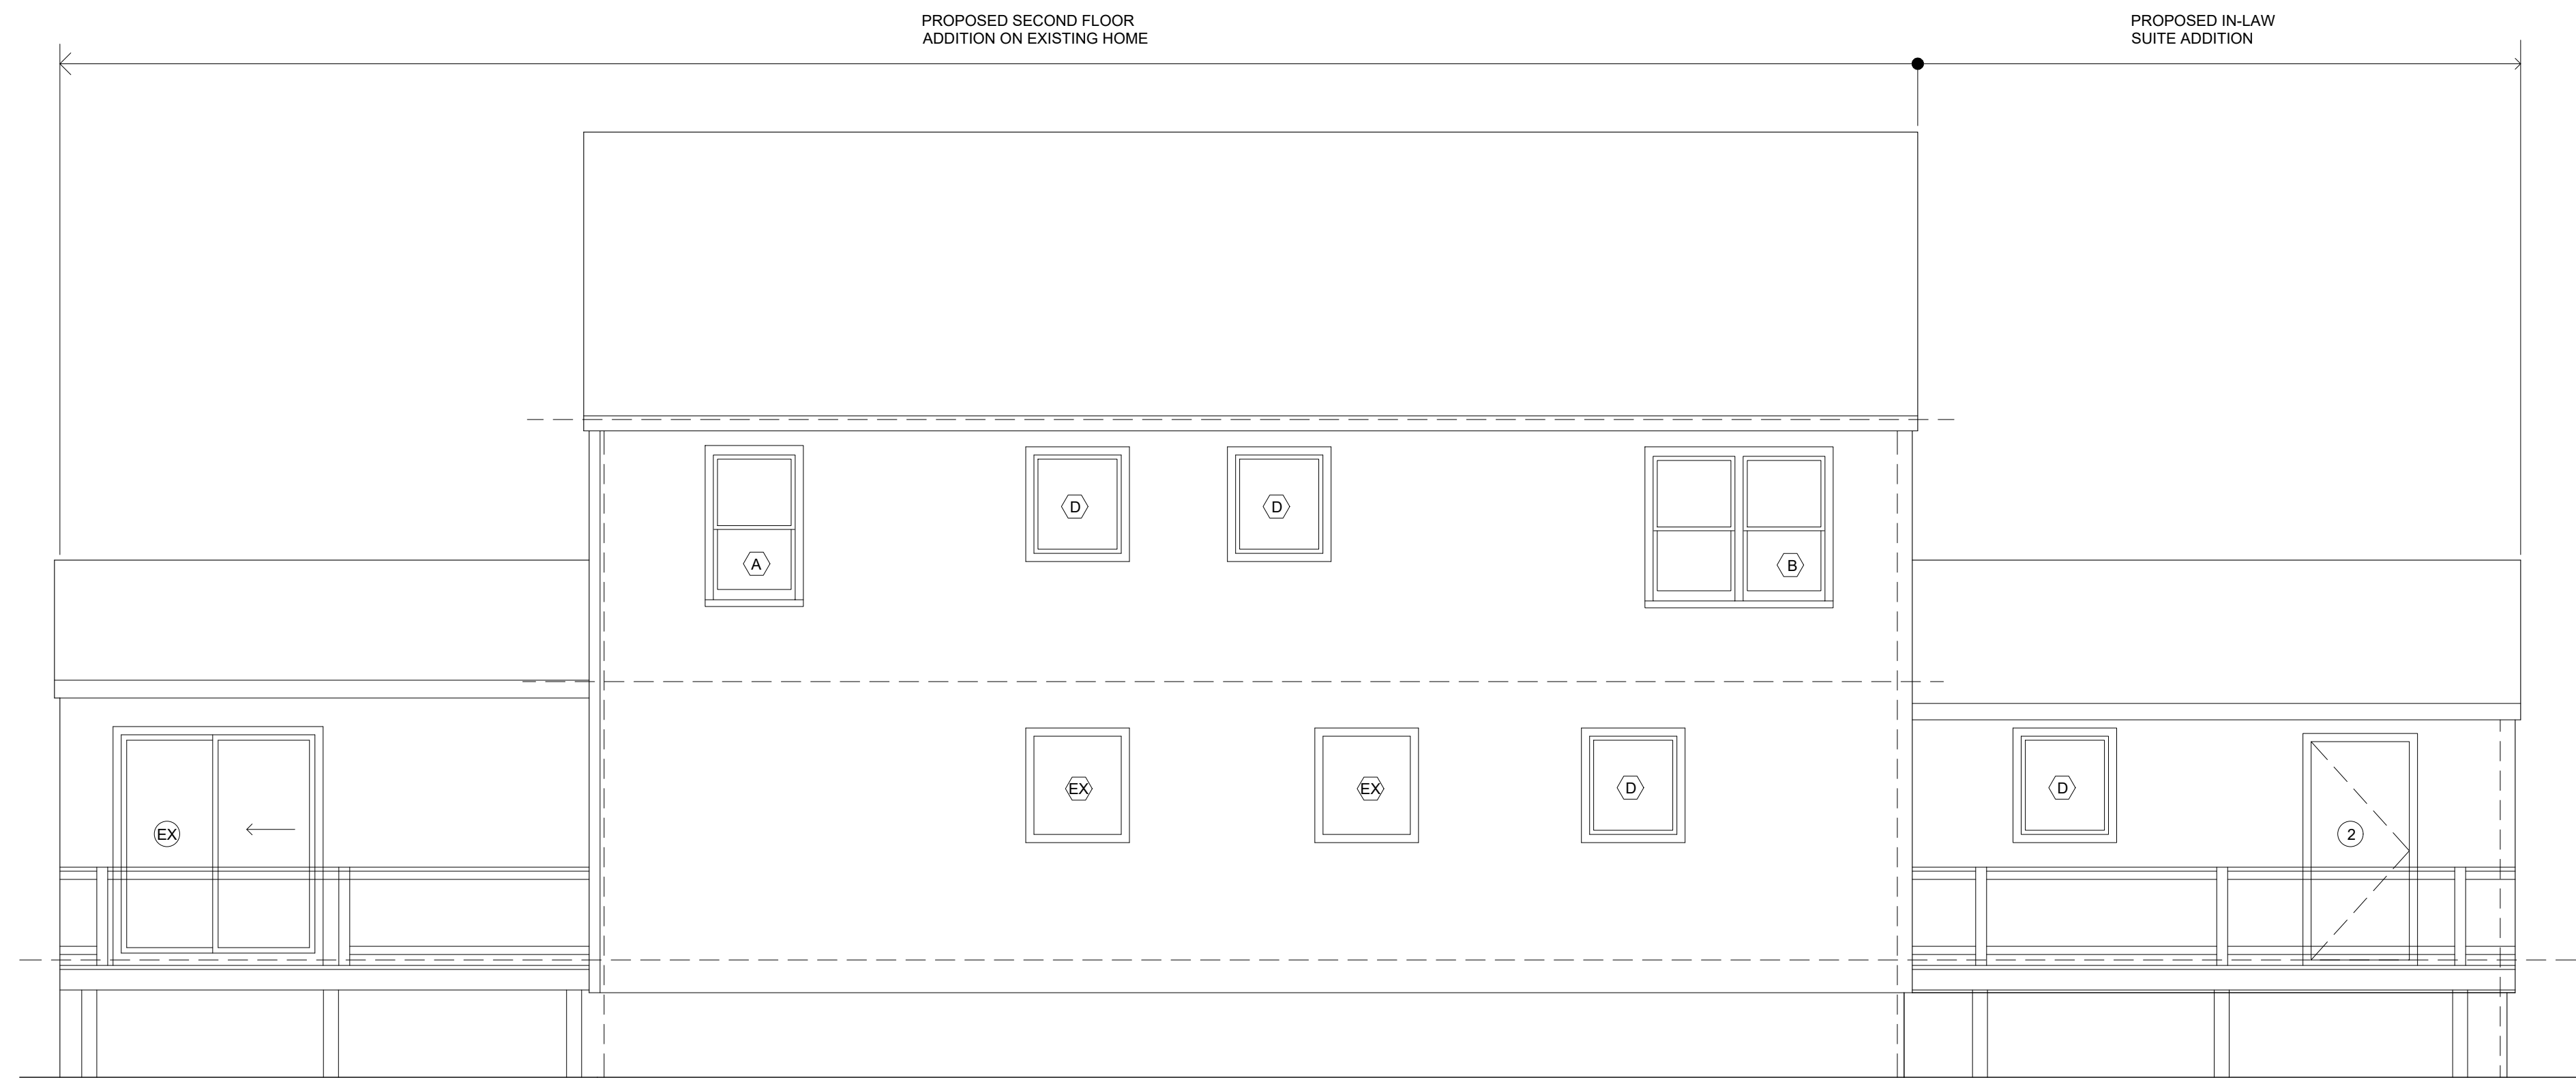 PROPOSED SECOND FLOOR
ADDITION ON EXISTING HOME
PROPOSED IN-LAW
SUITE ADDITION
D
D
A
B
EX
EX
D
D
EX
2